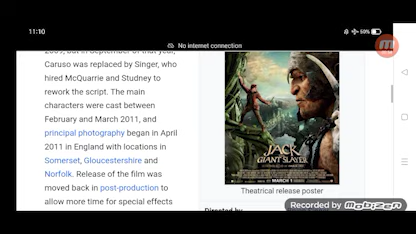 11:10
50%
No internet connection
2009, but in September of that year,
Caruso was replaced by Singer, who
hired McQuarrie and Studney to
rework the script. The main
characters were cast between
February and March 2011, and
principal photography began in April
2011 in England with locations in
Somerset, Gloucestershire and
Norfolk. Release of the film was
moved back in post-production to
allow more time for special effects
JACK
THE
GIANT SLAYER
MARCH 1
Theatrical release poster
Directed by
Recorded by mobizen